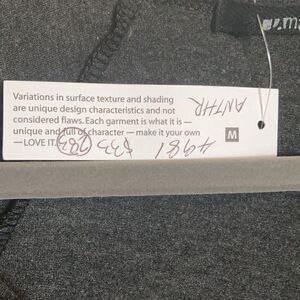 Variations in surface texture and shading
are unique design characteristics and not
considered flaws. Each garment is what it is —
unique and full of character — make it your own
—LOVE IT.
M
ANTHR
4981
$33
283